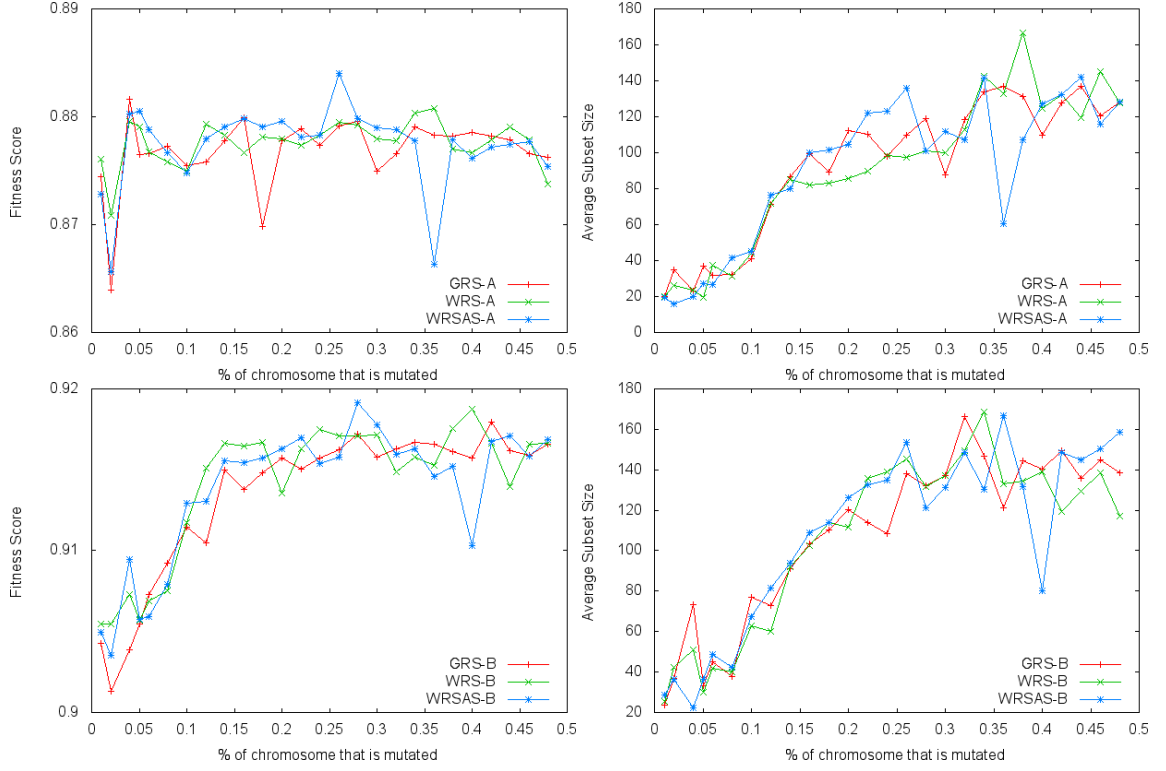 0.89
0.88
0.87
0.86
Fitness Score
GRS-A
WRS-A
WRSAS-A
0 0.05 0.1 0.15 0.2 0.25 0.3 0.35 0.4 0.45 0.5
% of chromosome that is mutated
180
160
140
120
100
80
60
40
20
0
Average Subset Size
GRS-A
WRS-A
WRSAS-A
0 0.05 0.1 0.15 0.2 0.25 0.3 0.35 0.4 0.45 0.5
% of chromosome that is mutated
0.92
0.91
0.9
Fitness Score
GRS-B
WRS-B
WRSAS-B
0 0.05 0.1 0.15 0.2 0.25 0.3 0.35 0.4 0.45 0.5
% of chromosome that is mutated
180
160
140
120
100
80
60
40
20
Average Subset Size
GRS-B
WRS-B
WRSAS-B
0 0.05 0.1 0.15 0.2 0.25 0.3 0.35 0.4 0.45 0.5
% of chromosome that is mutated